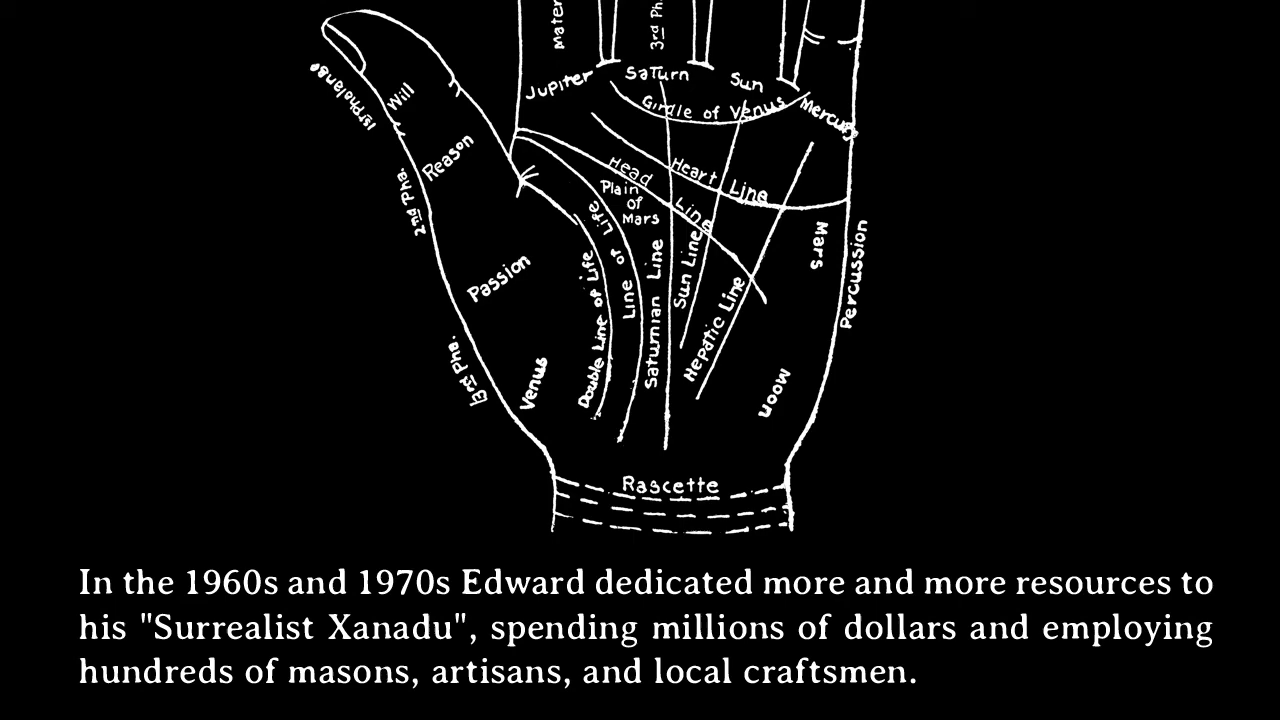 Mater
3rd Ph
Jupiter
Saturn
Sun
Mercury
Girdle of Venus
1st Phalange
Will
Reason
2nd Pha.
Head
Line
Heart Line
Plain
of
Mars
Line of Life
Double Line of Life
Saturnian Line
Sun Line
Hepatic Line
Mars
Percussion
Passion
3rd Pha.
Venus
Moon
Rascette
In the 1960s and 1970s Edward dedicated more and more resources to
his "Surrealist Xanadu", spending millions of dollars and employing
hundreds of masons, artisans, and local craftsmen.